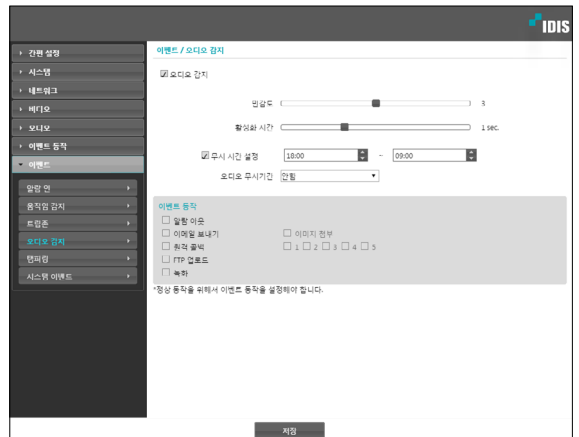 IDIS
간편 설정
시스템
네트워크
비디오
오디오
이벤트 동작
이벤트
알람 인
움직임 감지
트립존
오디오 감지
탬퍼링
시스템 이벤트
이벤트 / 오디오 감지
오디오 감지
민감도 3
활성화 시간 1 sec.
무시 시간 설정 18:00 ~ 09:00
오디오 무시기간 안함
이벤트 동작
알람 아웃
이메일 보내기 이미지 첨부
원격 콜백 1 2 3 4 5
FTP 업로드
녹화
*정상 동작을 위해서 이벤트 동작을 설정해야 합니다.
저장